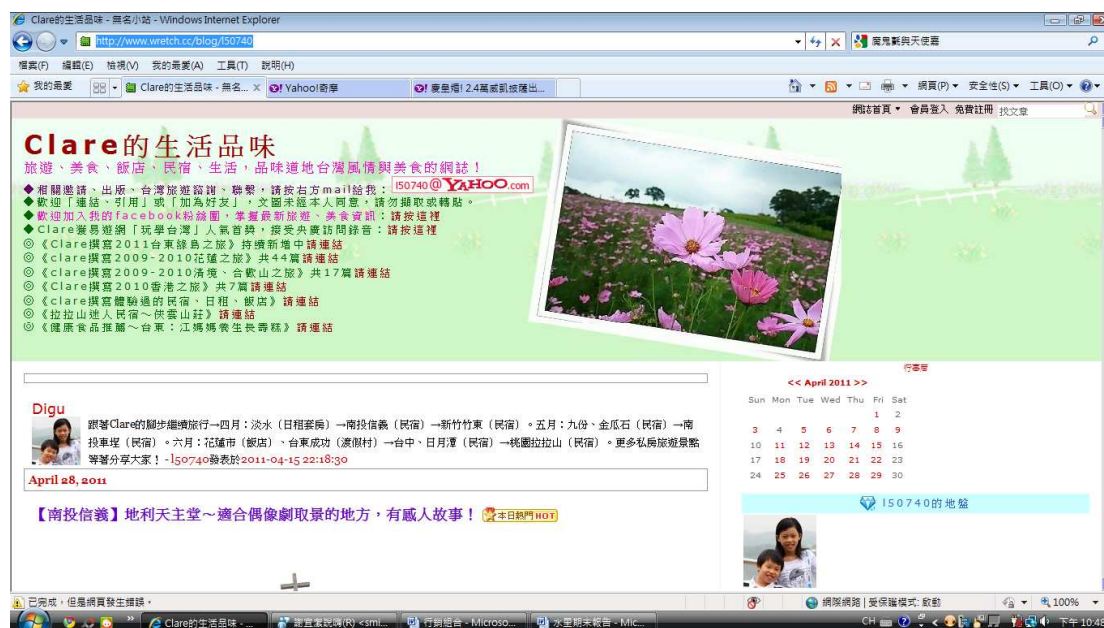 Clare的生活品味 - 無名小站 - Windows Internet Explorer
http://www.wretch.cc/blog/l50740
魔鬼氈與天使嘉
檔案(F) 編輯(E) 檢視(V) 我的最愛(A) 工具(T) 說明(H)
我的最愛 Clare的生活品味 - 無名... X Yahoo!奇摩 慶皇婚! 2.4萬威凱披薩出...
網頁(P) 安全性(S) 工具(O)
網誌首頁 會員登入 免費註冊 找文章
Clare的生活品味
旅遊、美食、飯店、民宿、生活，品味道地台灣風情與美食的網誌！
◆相關邀請、出版、台灣旅遊諮詢、聯繫，請按右方mail給我：l50740@YAHOO.com
◆歡迎「連結、引用」或「加為好友」，文圖未經本人同意，請勿擷取或轉貼。
◆歡迎加入我的facebook粉絲團，掌握最新旅遊、美食資訊：請按這裡
◆Clare獲易遊網「玩學台灣」人氣首獎，接受央廣訪問錄音：請按這裡
◎《Clare撰寫2011台東綠島之旅》持續新增中請連結
◎《clare撰寫2009-2010花蓮之旅》共44篇請連結
◎《clare撰寫2009-2010清境、合歡山之旅》共17篇請連結
◎《clare撰寫2010香港之旅》共7篇請連結
◎《clare撰寫體驗過的民宿、日租、飯店》請連結
◎《拉拉山迷人民宿～俠雲山莊》請連結
◎《健康食品推薦～台東：江媽媽養生長壽糕》請連結
行事曆
<< April 2011 >>
Sun Mon Tue Wed Thu Fri Sat
1 2
3 4 5 6 7 8 9
10 11 12 13 14 15 16
17 18 19 20 21 22 23
24 25 26 27 28 29 30
Digu
跟著Clare的腳步繼續旅行→四月：淡水（日租套房）→南投信義（民宿）→新竹竹東（民宿）。五月：九份、金瓜石（民宿）→南
投車埕（民宿）。六月：花蓮市（飯店）、台東成功（渡假村）→台中、日月潭（民宿）→桃園拉拉山（民宿）。更多私房旅遊景點
等著分享大家！ - l50740發表於2011-04-15 22:18:30
April 28, 2011
l50740的地盤
【南投信義】地利天主堂～適合偶像劇取景的地方，有感人故事！ 本日熱門HOT
已完成，但是網頁發生錯誤。
網際網路 | 受保護模式: 啟動 100%
Clare的生活品味 - ... 謝宜潔說嗨(R) <smi... 行銷組合 - Microso... 水星期末報告 - Mic...
CH 下午 10:48